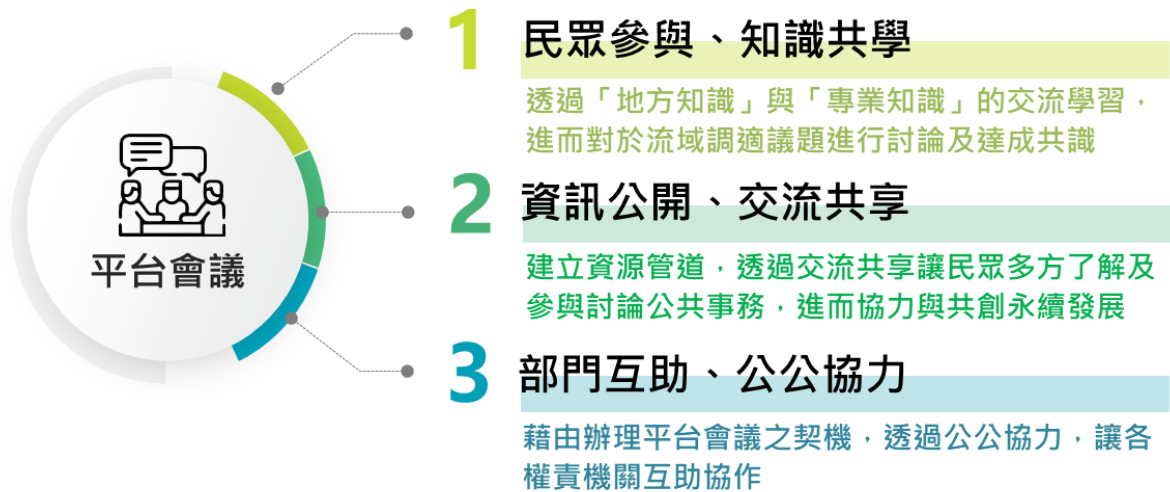 平台會議
1
民眾參與、知識共學
透過「地方知識」與「專業知識」的交流學習，
進而對於流域調適議題進行討論及達成共識
2
資訊公開、交流共享
建立資源管道，透過交流共享讓民眾多方了解及
參與討論公共事務，進而協力與共創永續發展
3
部門互助、公公協力
藉由辦理平台會議之契機，透過公公協力，讓各
權責機關互助協作